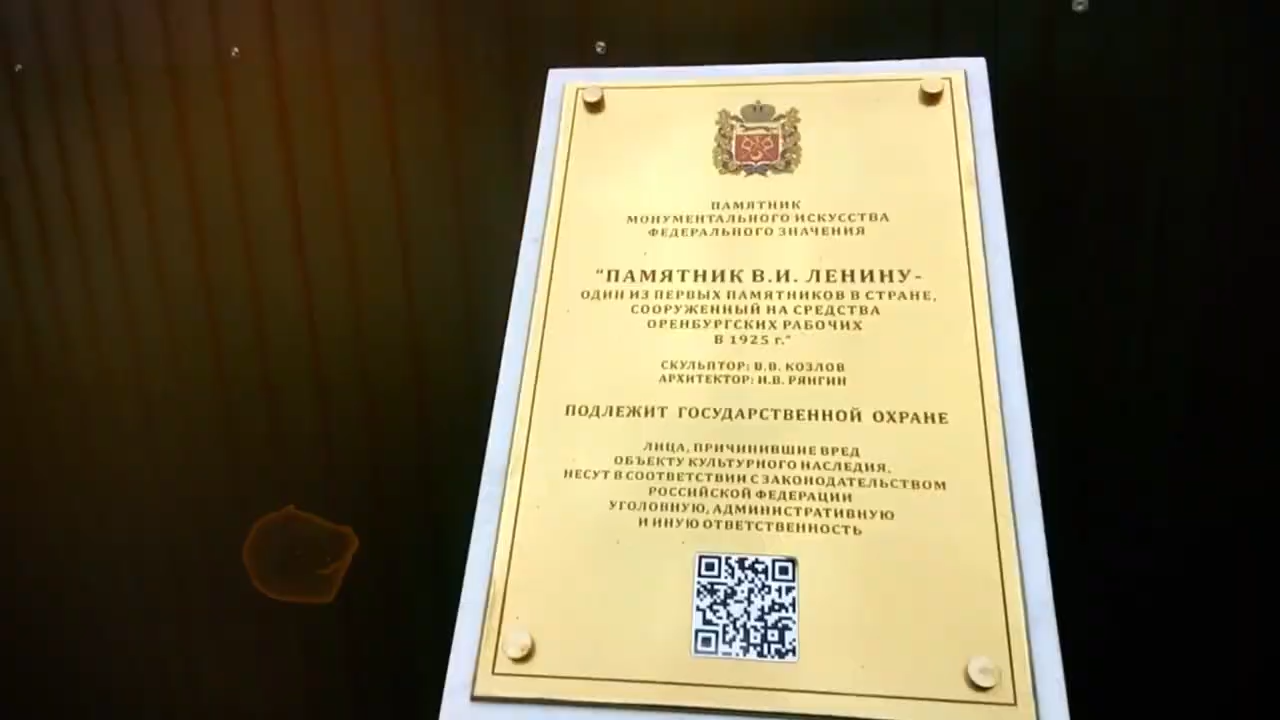 ПАМЯТНИК
МОНУМЕНТАЛЬНОГО ИСКУССТВА
ФЕДЕРАЛЬНОГО ЗНАЧЕНИЯ
"ПАМЯТНИК В.И. ЛЕНИНУ-
ОДИН ИЗ ПЕРВЫХ ПАМЯТНИКОВ В СТРАНЕ,
СООРУЖЕННЫЙ НА СРЕДСТВА
ОРЕНБУРГСКИХ РАБОЧИХ
В 1925 г."
СКУЛЬПТОР: В.В. КОЗЛОВ
АРХИТЕКТОР: И.В. РЯНГИН
ПОДЛЕЖИТ ГОСУДАРСТВЕННОЙ ОХРАНЕ
ЛИЦА, ПРИЧИНИВШИЕ ВРЕД
ОБЪЕКТУ КУЛЬТУРНОГО НАСЛЕДИЯ,
НЕСУТ В СООТВЕТСТВИИ С ЗАКОНОДАТЕЛЬСТВОМ
РОССИЙСКОЙ ФЕДЕРАЦИИ
УГОЛОВНУЮ, АДМИНИСТРАТИВНУЮ
И ИНУЮ ОТВЕТСТВЕННОСТЬ